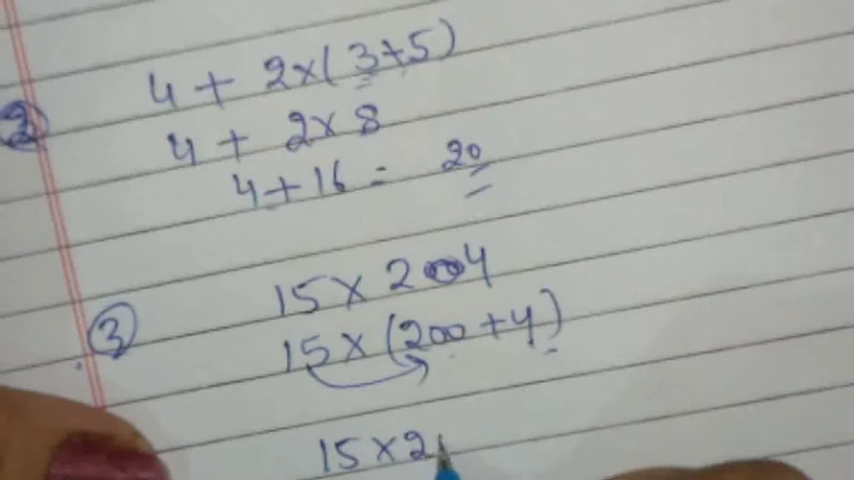 ② 4 + 2×(3+5)
4 + 2×8
4+16 = 20
③ 15×204
15×(200+4)
15×2